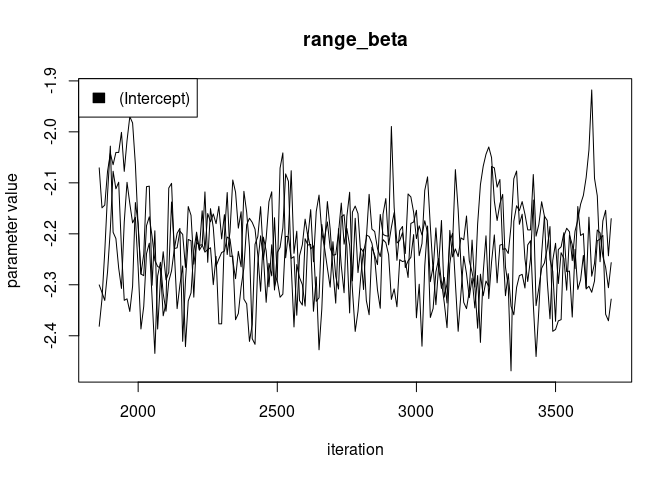 range_beta
(Intercept)
parameter value
-1.9
-2.0
-2.1
-2.2
-2.3
-2.4
2000 2500 3000 3500
iteration